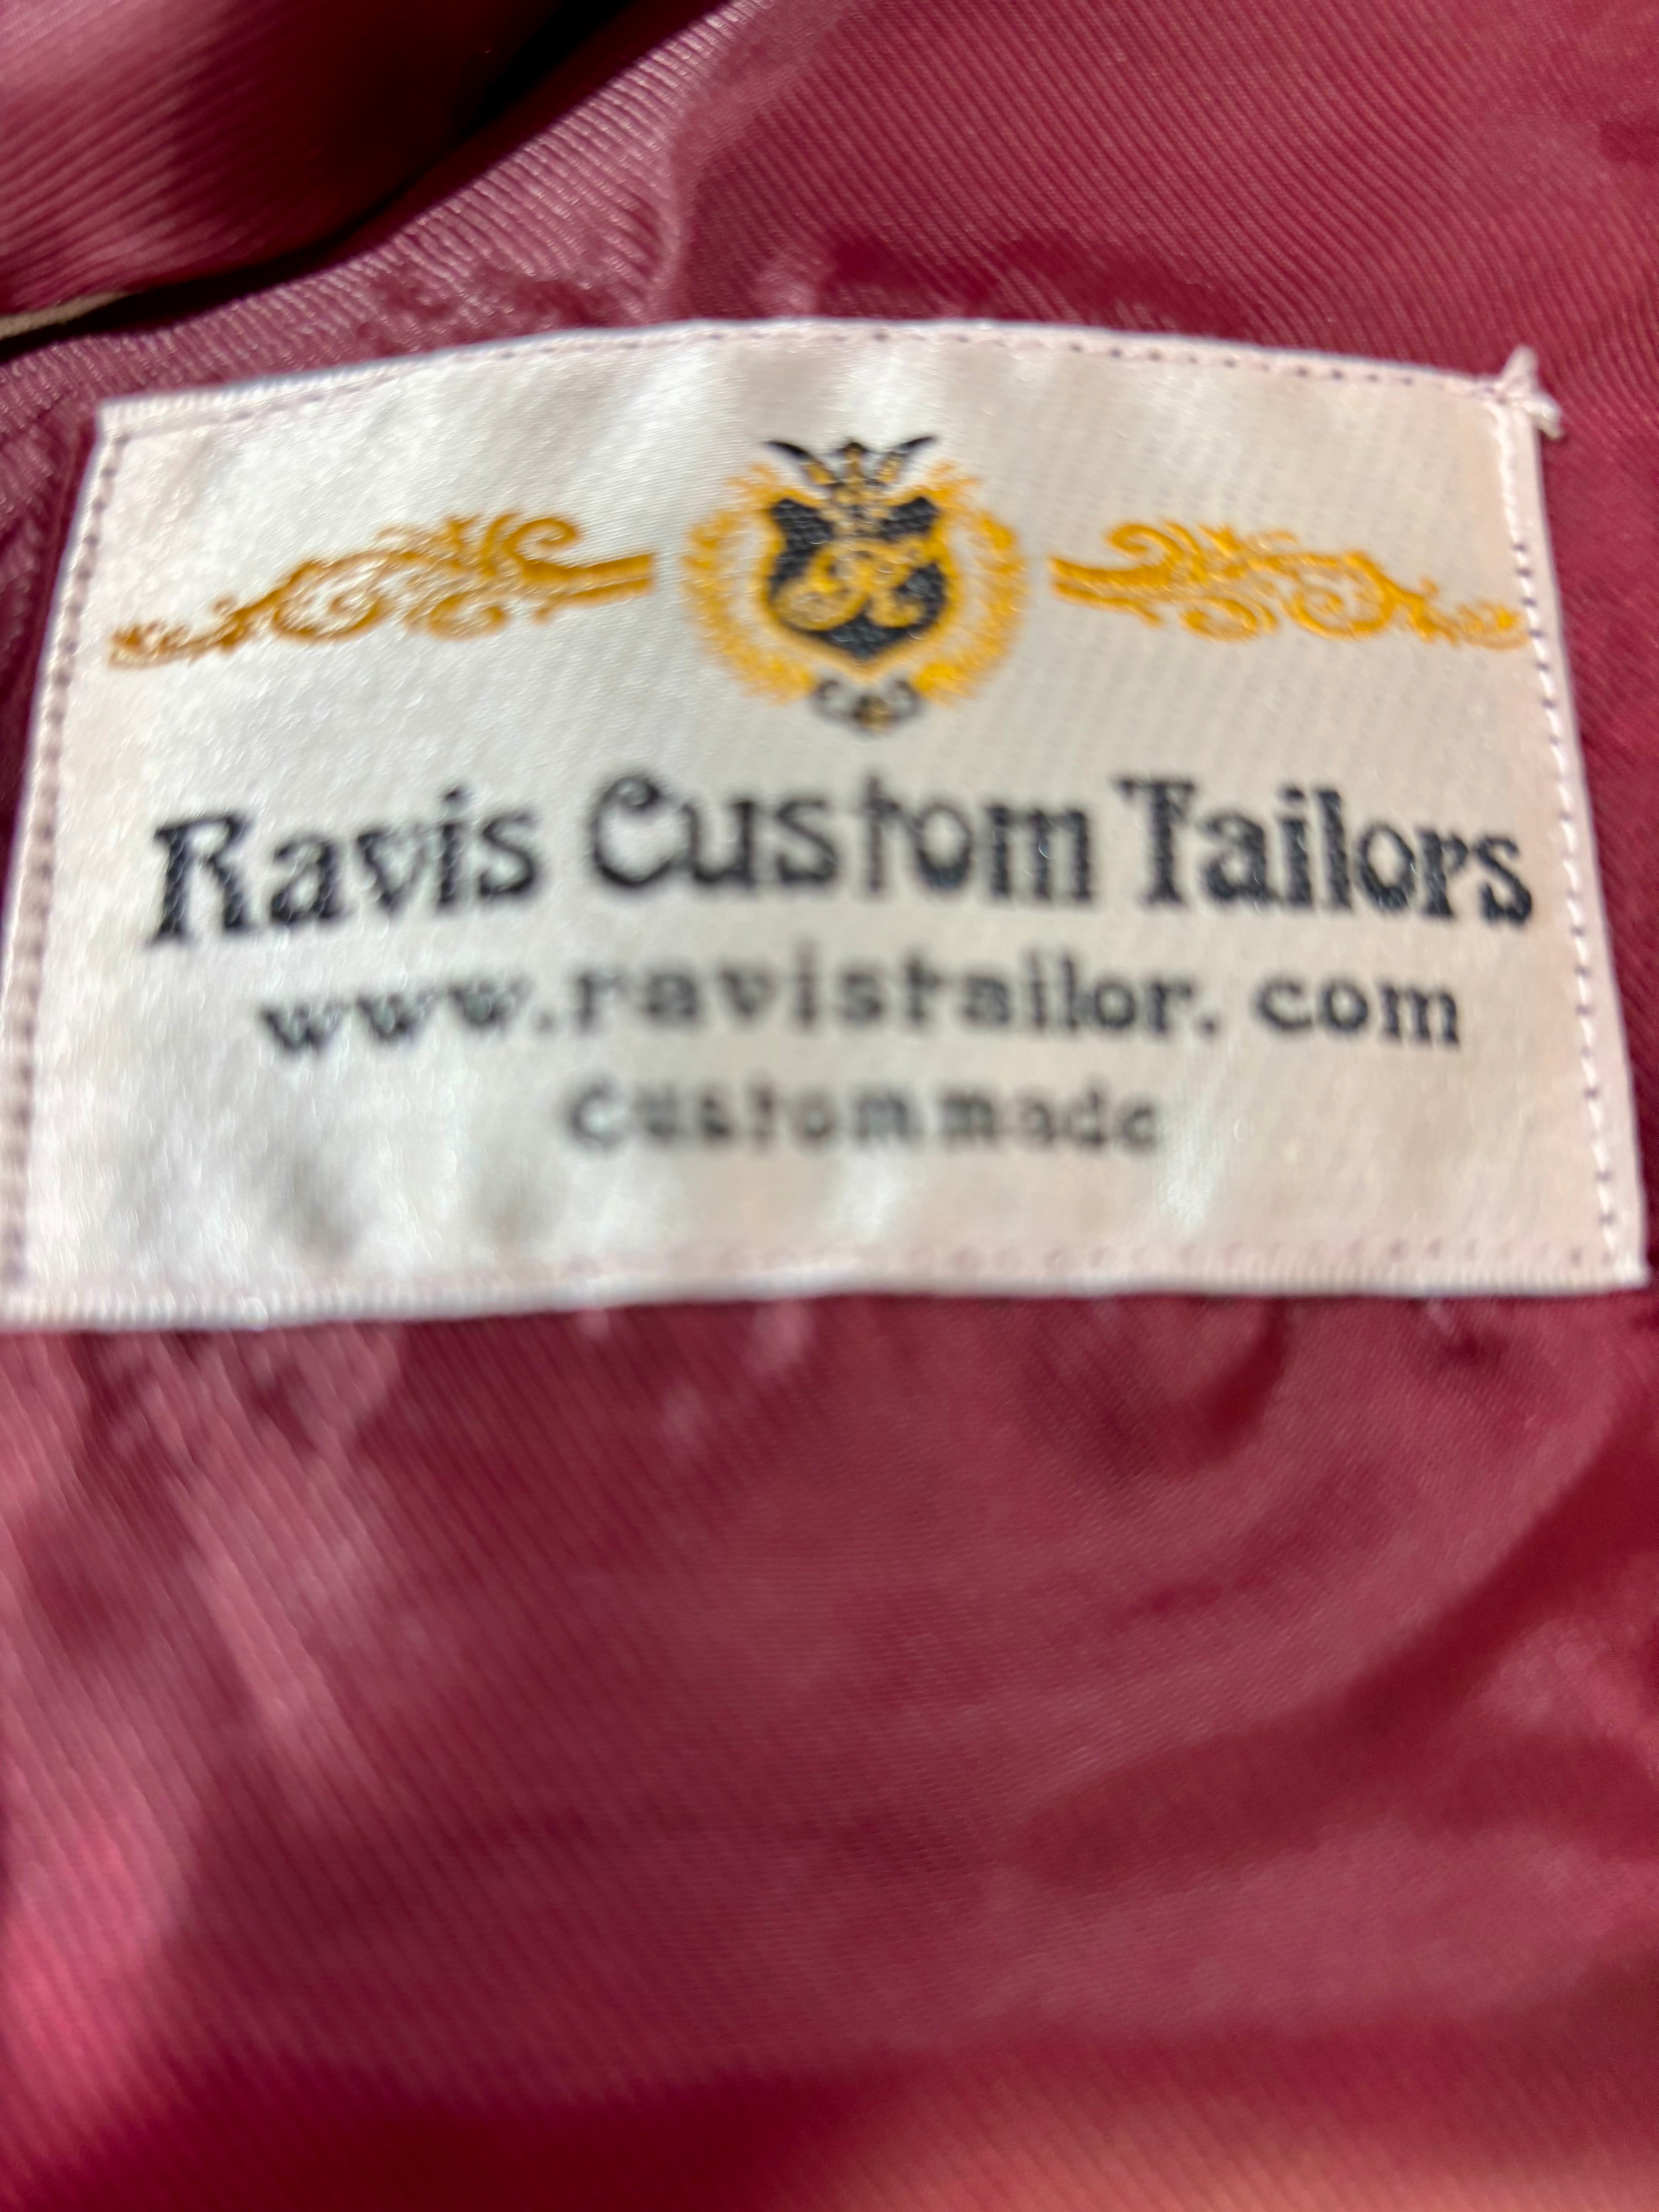 R
Ravis Custom Tailors
www.ravistailor.com
Custommade